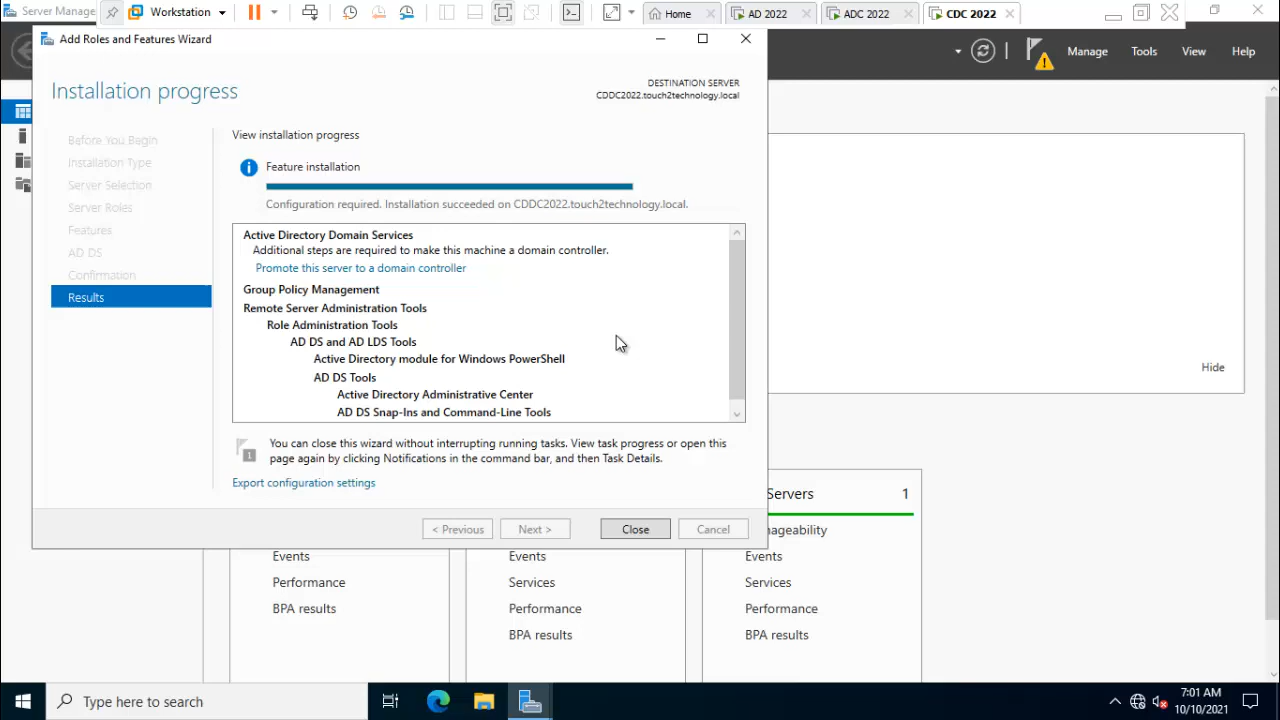 Server Manage
Workstation
Home
AD 2022
ADC 2022
CDC 2022
Add Roles and Features Wizard
Manage
Tools
View
Help
Installation progress
DESTINATION SERVER
CDDC2022.touch2technology.local
Before You Begin
Installation Type
Server Selection
Server Roles
Features
AD DS
Confirmation
Results
View installation progress
Feature installation
Configuration required. Installation succeeded on CDDC2022.touch2technology.local.
Active Directory Domain Services
Additional steps are required to make this machine a domain controller.
Promote this server to a domain controller
Group Policy Management
Remote Server Administration Tools
Role Administration Tools
AD DS and AD LDS Tools
Active Directory module for Windows PowerShell
AD DS Tools
Active Directory Administrative Center
AD DS Snap-Ins and Command-Line Tools
1
You can close this wizard without interrupting running tasks. View task progress or open this
page again by clicking Notifications in the command bar, and then Task Details.
Export configuration settings
< Previous
Next >
Close
Cancel
Hide
Servers 1
nageability
Events
Performance
BPA results
Events
Services
Performance
BPA results
Events
Services
Performance
BPA results
Type here to search
7:01 AM
10/10/2021